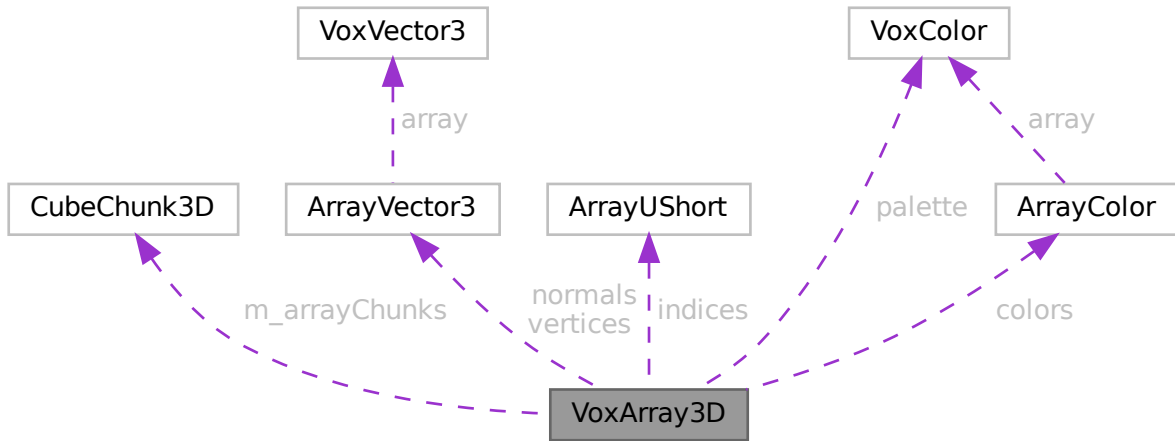 VoxVector3
VoxColor
array
array
CubeChunk3D
ArrayVector3
ArrayUShort
palette
ArrayColor
m_arrayChunks
normals
vertices
indices
colors
VoxArray3D